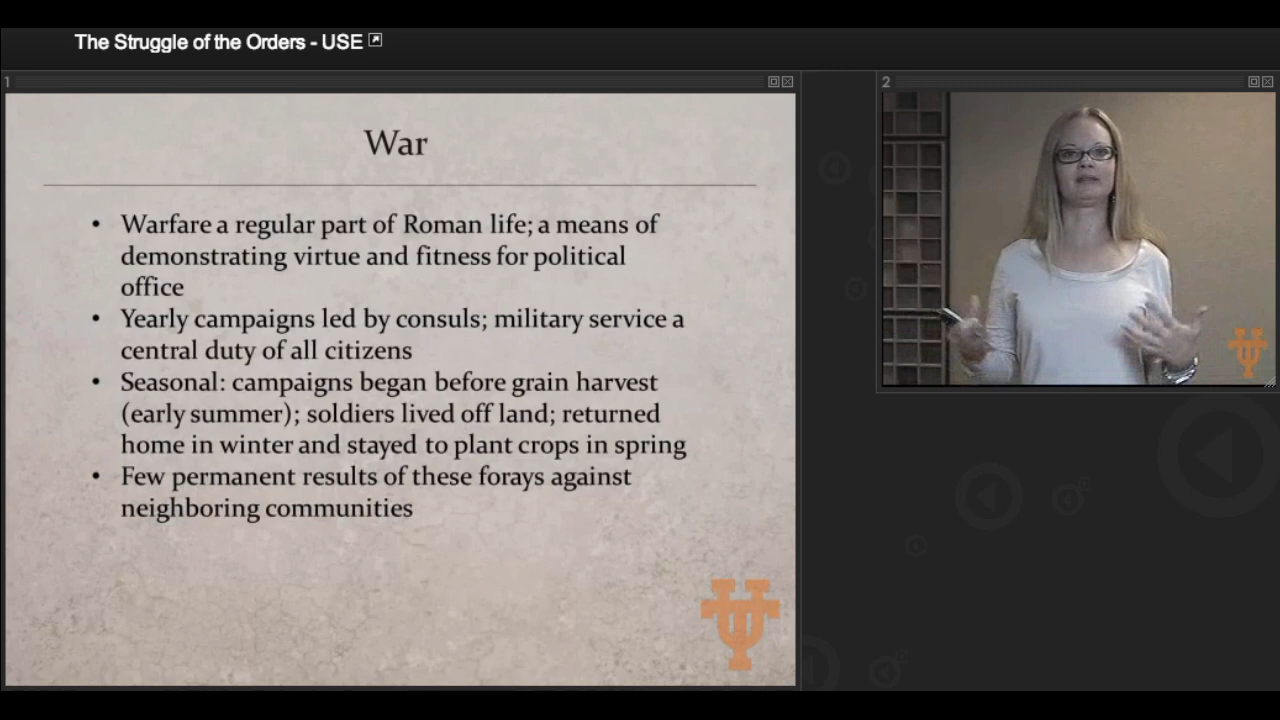 The Struggle of the Orders - USE
1
2
War
• Warfare a regular part of Roman life; a means of
demonstrating virtue and fitness for political
office
• Yearly campaigns led by consuls; military service a
central duty of all citizens
• Seasonal: campaigns began before grain harvest
(early summer); soldiers lived off land; returned
home in winter and stayed to plant crops in spring
• Few permanent results of these forays against
neighboring communities
UT
UT